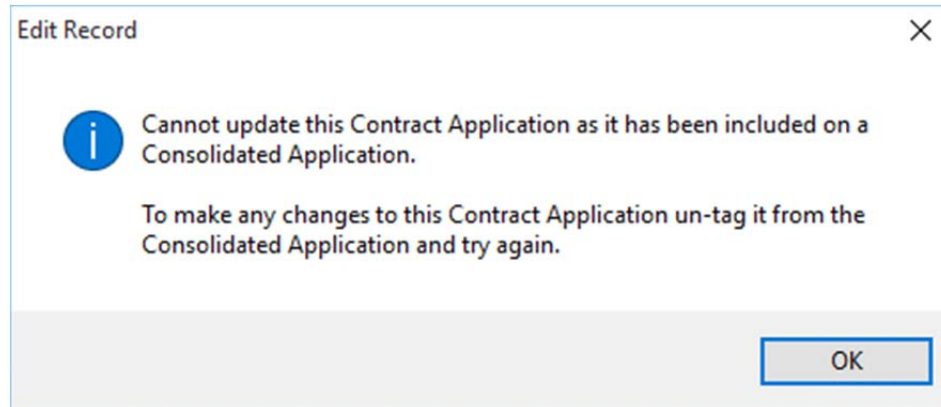 Edit Record
Cannot update this Contract Application as it has been included on a
Consolidated Application.
To make any changes to this Contract Application un-tag it from the
Consolidated Application and try again.
OK